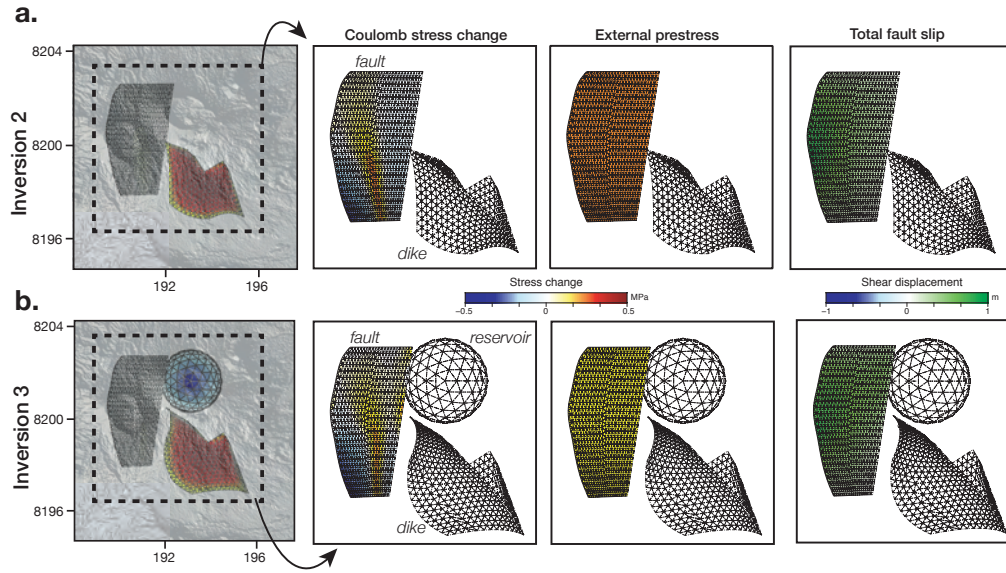 a.
Coulomb stress change
External prestress
Total fault slip
Inversion 2
8204
8200
8196
192
196
fault
dike
Stress change
MPa
-0.5
0
0.5
Shear displacement
m
-1
0
1
b.
Inversion 3
8204
8200
8196
192
196
fault
reservoir
dike